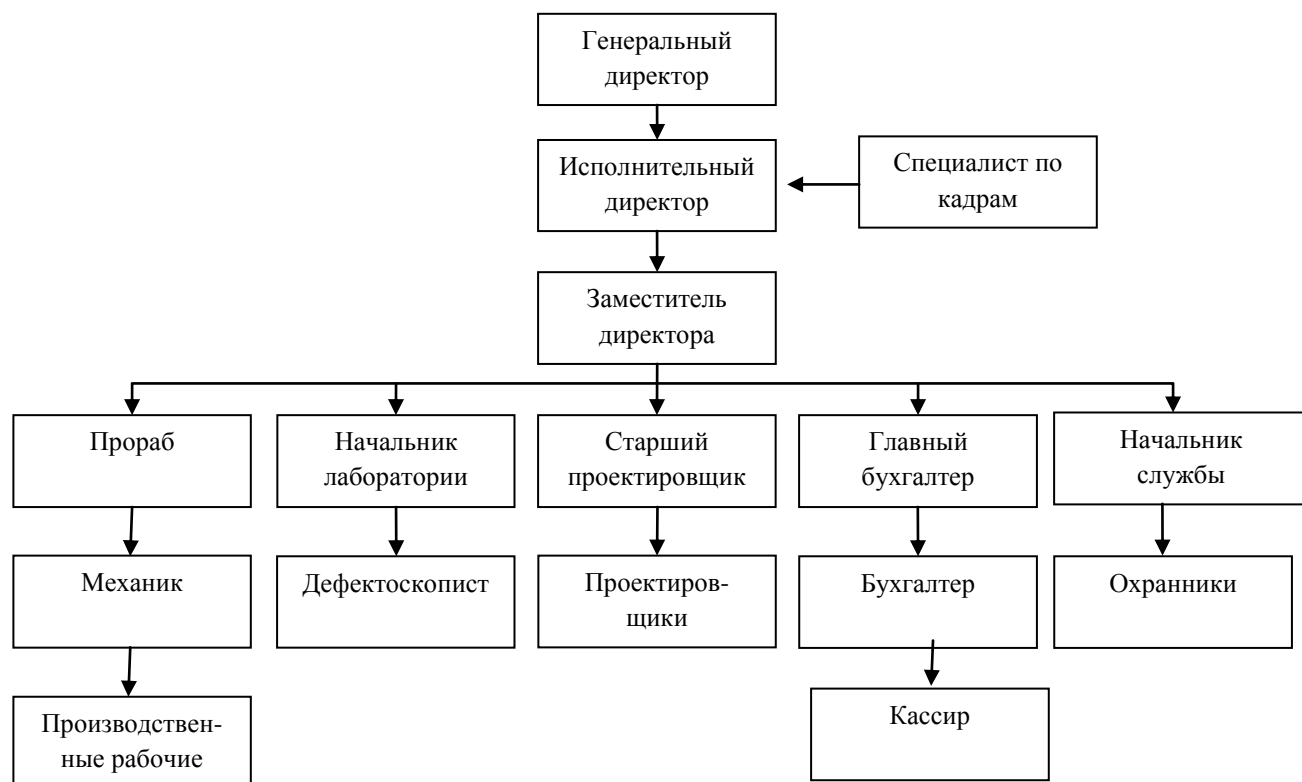 Генеральный
директор
Исполнительный
директор
Специалист по
кадрам
Заместитель
директора
Прораб
Начальник
лаборатории
Старший
проектировщик
Главный
бухгалтер
Начальник
службы
Механик
Дефектоскопист
Проектиров-
щики
Бухгалтер
Охранники
Производствен-
ные рабочие
Кассир